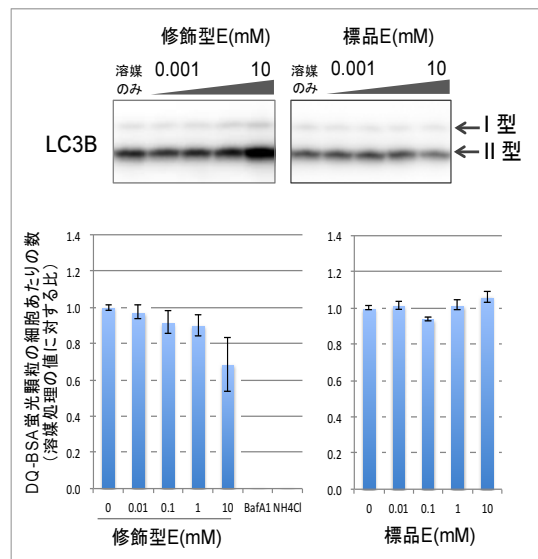 修飾型E(mM)
標品E(mM)
溶媒
のみ
0.001
10
溶媒
のみ
0.001
10
LC3B
I 型
II 型
DQ-BSA蛍光顆粒の細胞あたりの数
(溶媒処理の値に対する比)
1.4
1.2
1.0
0.8
0.6
0.4
0.2
0.0
0 0.01 0.1 1 10 BafA1 NH4Cl
修飾型E(mM)
1.4
1.2
1.0
0.8
0.6
0.4
0.2
0.0
0 0.01 0.1 1 10
標品E(mM)